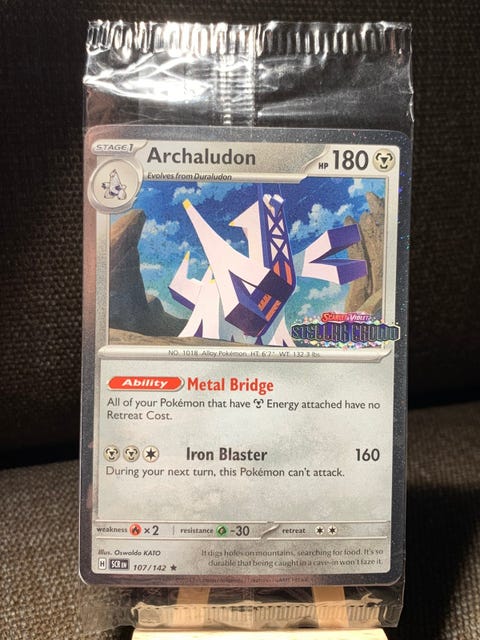 STAGE 1
Archaludon
HP 180
Evolves from Duraludon
SCARLET & VIOLET
STELLAR CROWN
NO. 1018 Alloy Pokémon HT: 6'7" WT: 132.3 lbs
Ability Metal Bridge
All of your Pokémon that have Energy attached have no
Retreat Cost.
Iron Blaster 160
During your next turn, this Pokémon can't attack.
weakness ×2 resistance -30 retreat
Illus. Oswaldo KATO
It digs holes on mountains, searching for food. It's so
durable that being caught in a cave-in won't faze it.
H SCR EN 107/142 ★